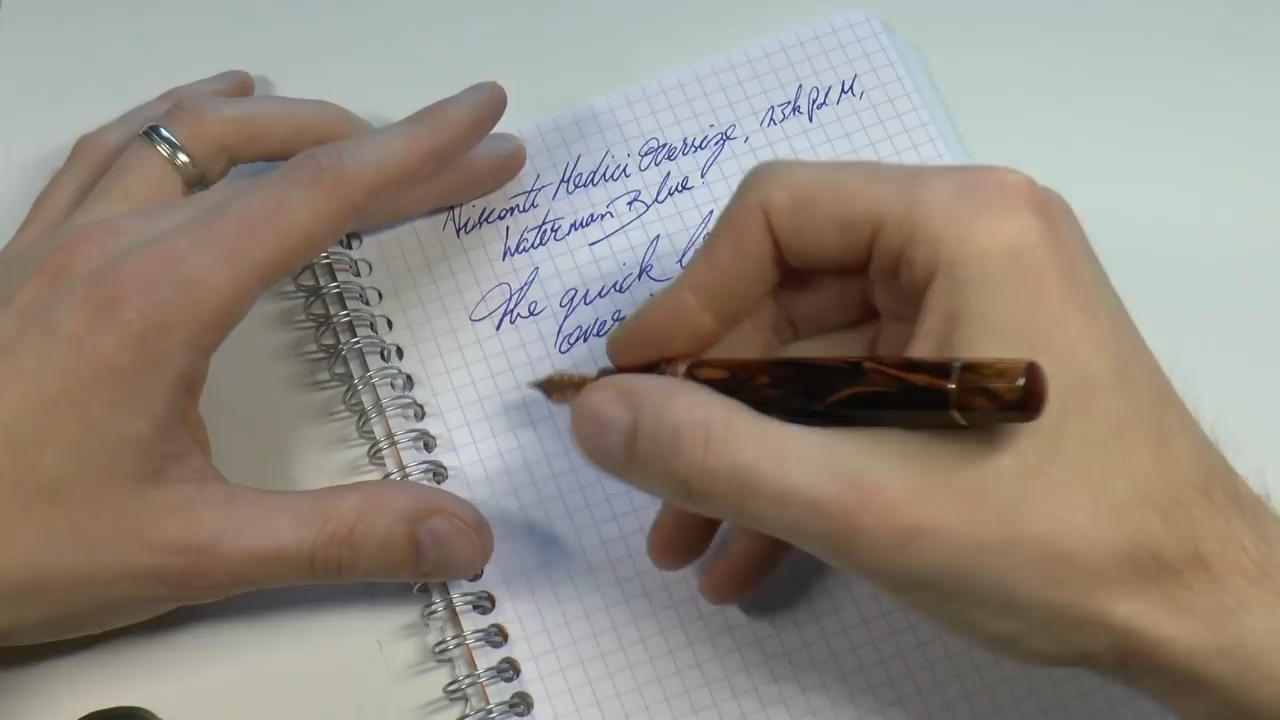 Visconti Medici Oversize, 23k Pd M,
Waterman Blue.
The quick
over